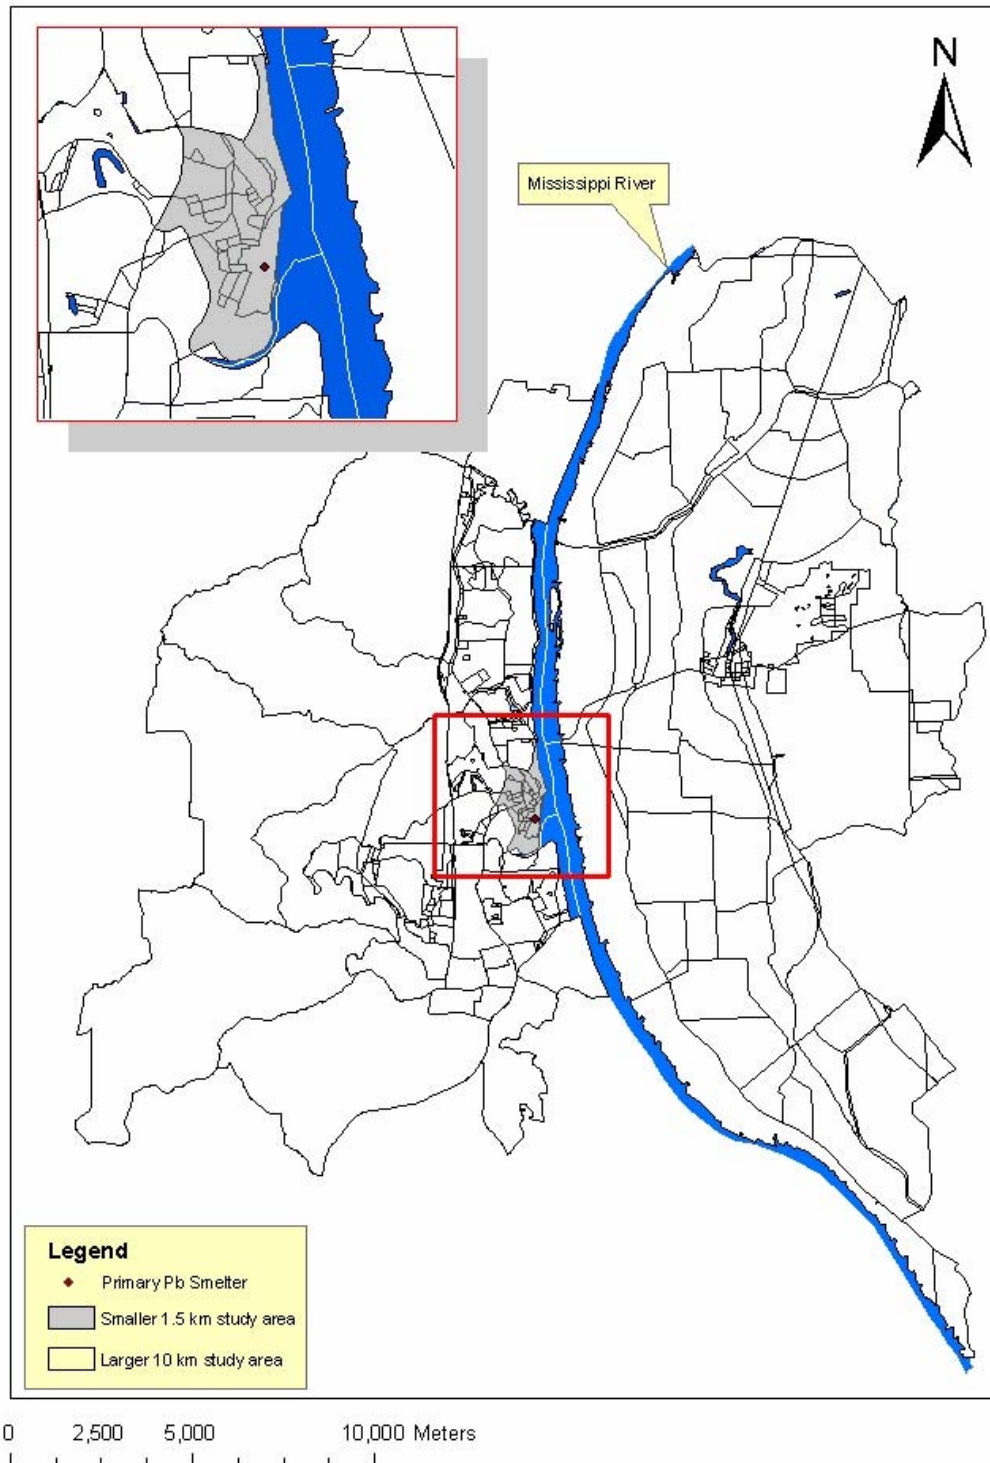 N
Mississippi River
Legend
Primary Pb Smelter
Smaller 1.5 km study area
Larger 10 km study area
0 2,500 5,000 10,000 Meters